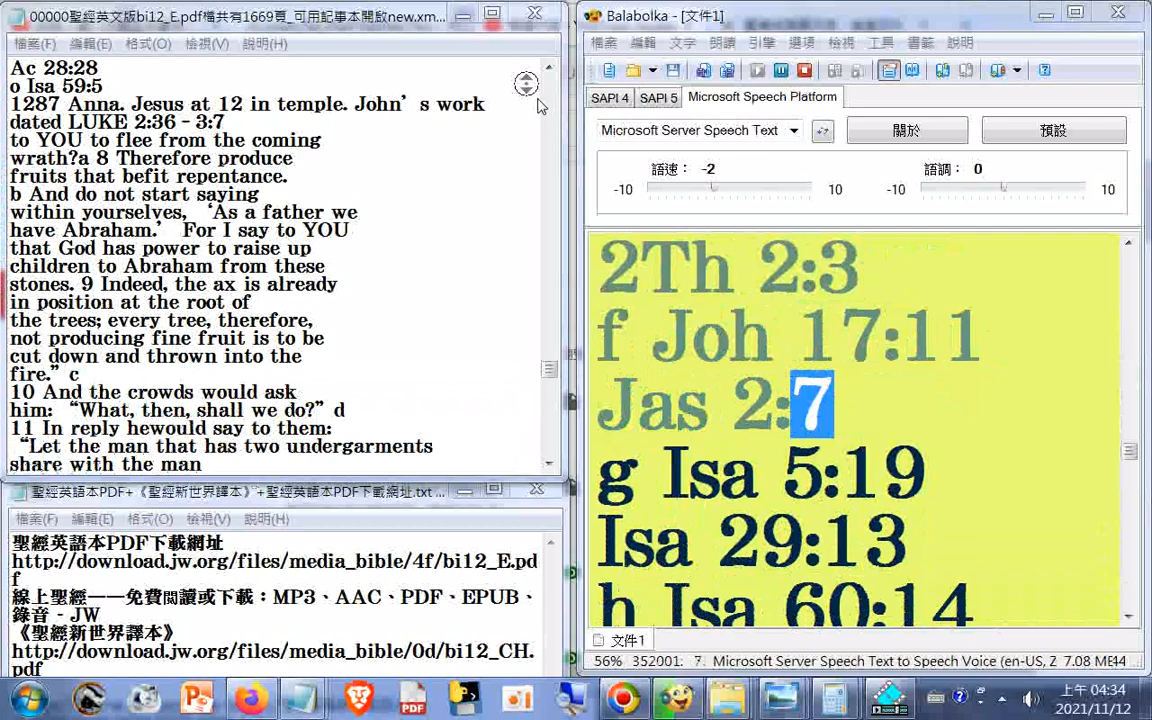 00000聖經英文版bi12_E.pdf檔共有1669頁_可用記事本開啟new.xm...
檔案(F) 編輯(E) 格式(O) 檢視(V) 說明(H)
Ac 28:28
o Isa 59:5
1287 Anna. Jesus at 12 in temple. John’s work
dated LUKE 2:36－3:7
to YOU to flee from the coming
wrath?a 8 Therefore produce
fruits that befit repentance.
b And do not start saying
within yourselves, ‘As a father we
have Abraham.’ For I say to YOU
that God has power to raise up
children to Abraham from these
stones. 9 Indeed, the ax is already
in position at the root of
the trees; every tree, therefore,
not producing fine fruit is to be
cut down and thrown into the
fire.”c
10 And the crowds would ask
him: “What, then, shall we do?”d
11 In reply hewould say to them:
“Let the man that has two undergarments
share with the man
聖經英語本PDF+《聖經新世界譯本》+聖經英語本PDF下載網址.txt ...
檔案(F) 編輯(E) 格式(O) 檢視(V) 說明(H)
聖經英語本PDF下載網址
http://download.jw.org/files/media_bible/4f/bi12_E.pd
f
線上聖經——免費閱讀或下載：MP3、AAC、PDF、EPUB、
錄音－JW
《聖經新世界譯本》
http://download.jw.org/files/media_bible/0d/bi12_CH.
pdf
Balabolka - [文件1]
檔案 編輯 文字 朗讀 引擎 選項 檢視 工具 書籤 說明
SAPI 4 SAPI 5 Microsoft Speech Platform
Microsoft Server Speech Text 關於 預設
語速： -2 語調： 0
-10 10 -10 10
2Th 2:3
f Joh 17:11
Jas 2:7
g Isa 5:19
Isa 29:13
h Isa 60:14
文件1
56% 352001: 7. Microsoft Server Speech Text to Speech Voice (en-US, Z 7.08 ME44
上午 04:34
2021/11/12